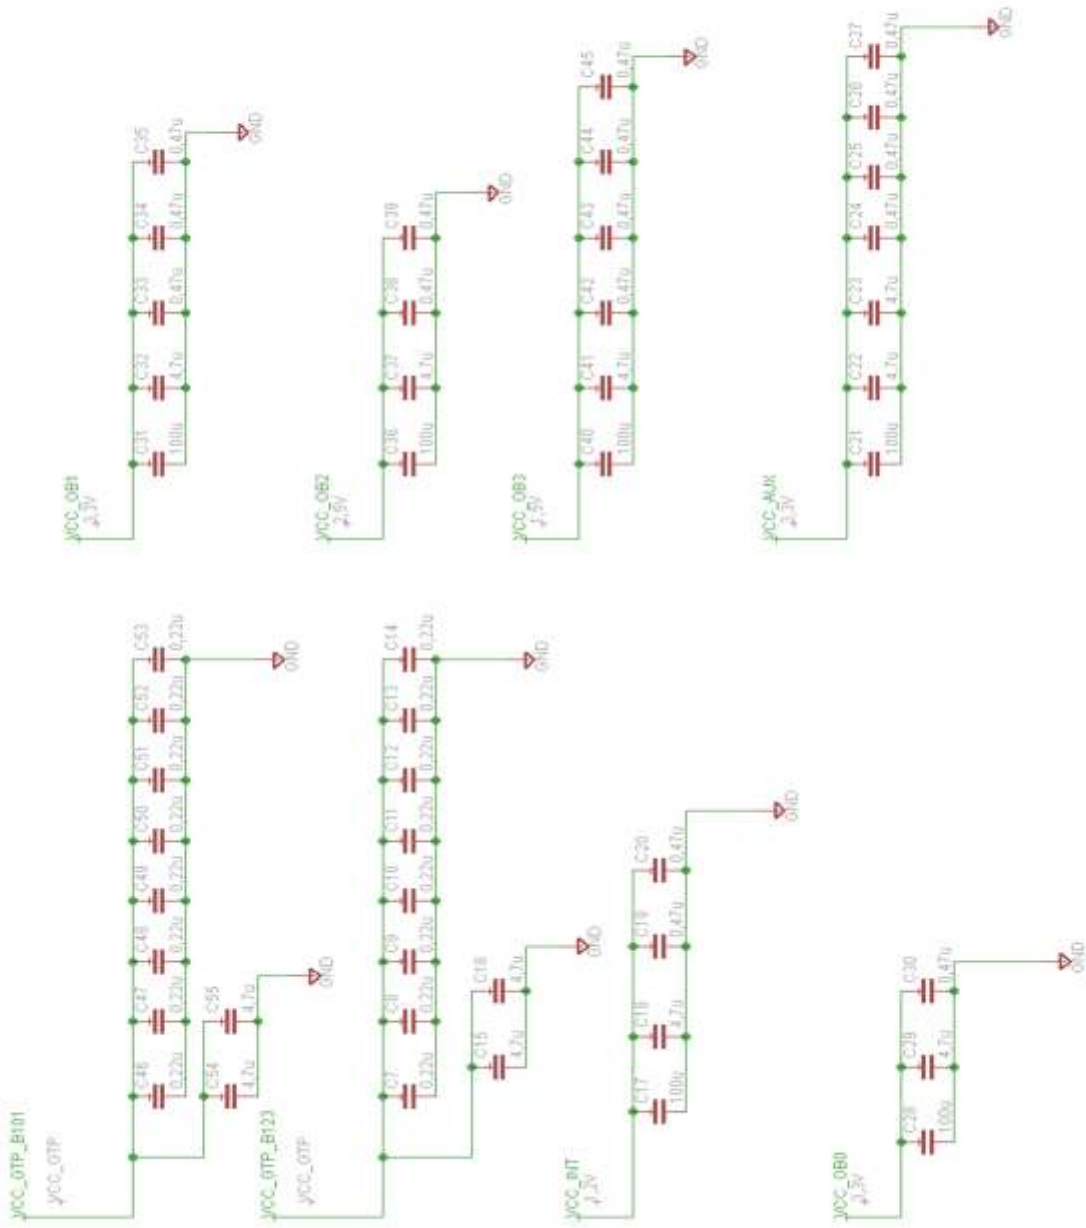 VCC_OB1
3,3V
C31
100u
C32
4.7u
C33
0,47u
C34
0,47u
C35
0,47u
GND
VCC_OB2
C36
100u
C37
4.7u
C38
0,47u
C39
0,47u
GND
VCC_OB3
C40
100u
C41
4.7u
C42
0,47u
C43
0,47u
C44
0,47u
C45
0,47u
GND
VCC_AUX
3,3V
C21
100u
C22
4.7u
C23
4.7u
C24
0,47u
C25
0,47u
C26
0,47u
C27
0,47u
GND
VCC_GTP_B101
VCC_GTP
C46
0,22u
C47
0,22u
C48
0,22u
C49
0,22u
C50
0,22u
C51
0,22u
C52
0,22u
C53
0,22u
GND
C54
4.7u
C55
4.7u
GND
VCC_GTP_B123
VCC_GTP
C7
0,22u
C8
0,22u
C9
0,22u
C10
0,22u
C11
0,22u
C12
0,22u
C13
0,22u
C14
0,22u
GND
C15
4.7u
C16
4.7u
GND
VCC_INT
1,2V
C17
100u
C18
4.7u
C19
0,47u
C20
0,47u
GND
VCC_OB0
3,3V
C28
100u
C29
4.7u
C30
0,47u
GND